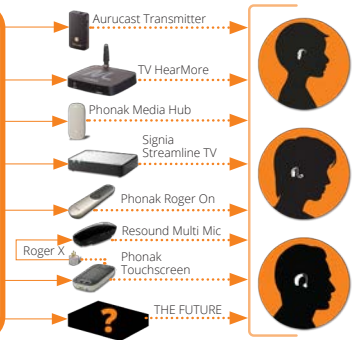 Aurucast Transmitter
TV HearMore
Phonak Media Hub
Signia
Streamline TV
Phonak Roger On
Resound Multi Mic
Roger X
Phonak
Touchscreen
THE FUTURE
?